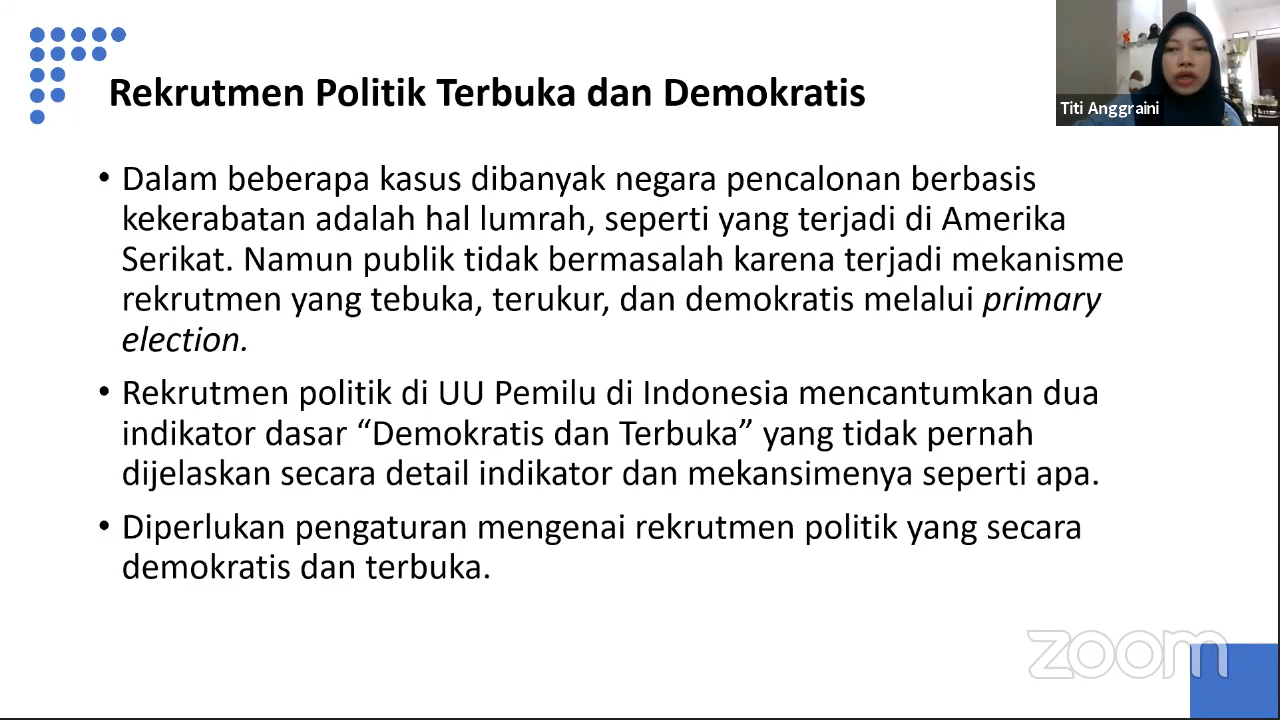 Rekrutmen Politik Terbuka dan Demokratis
Titi Anggraini
• Dalam beberapa kasus dibanyak negara pencalonan berbasis
kekerabatan adalah hal lumrah, seperti yang terjadi di Amerika
Serikat. Namun publik tidak bermasalah karena terjadi mekanisme
rekrutmen yang tebuka, terukur, dan demokratis melalui primary
election.
• Rekrutmen politik di UU Pemilu di Indonesia mencantumkan dua
indikator dasar “Demokratis dan Terbuka” yang tidak pernah
dijelaskan secara detail indikator dan mekansimenya seperti apa.
• Diperlukan pengaturan mengenai rekrutmen politik yang secara
demokratis dan terbuka.
zoom